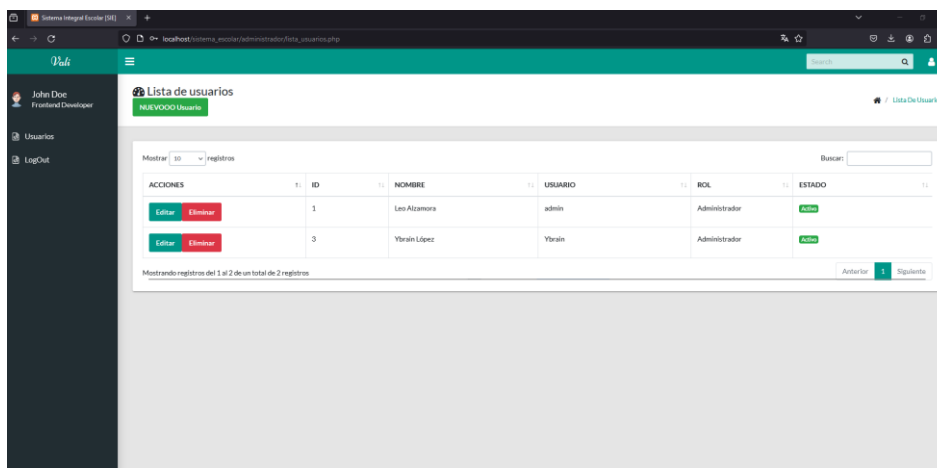 Sistema Integral Escolar [SIE]
localhost/sistema_escolar/administrador/lista_usuarios.php
Vali
Search
John Doe
Frontend Developer
Usuarios
LogOut
Lista de usuarios
NUEVOOO Usuario
/ Lista De Usuari
Mostrar 10 registros
Buscar:
ACCIONES ID NOMBRE USUARIO ROL ESTADO
Editar Eliminar 1 Leo Alzamora admin Administrador Activo
Editar Eliminar 3 Ybrain López Ybrain Administrador Activo
Mostrando registros del 1 al 2 de un total de 2 registros
Anterior 1 Siguiente